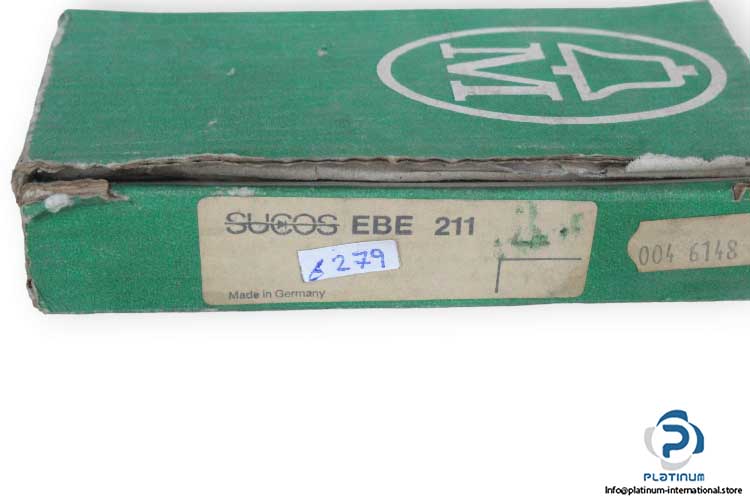 M
SUCOS EBE 211
6279
Made in Germany
004 6148
PLATINUM
Info@platinum-international.store